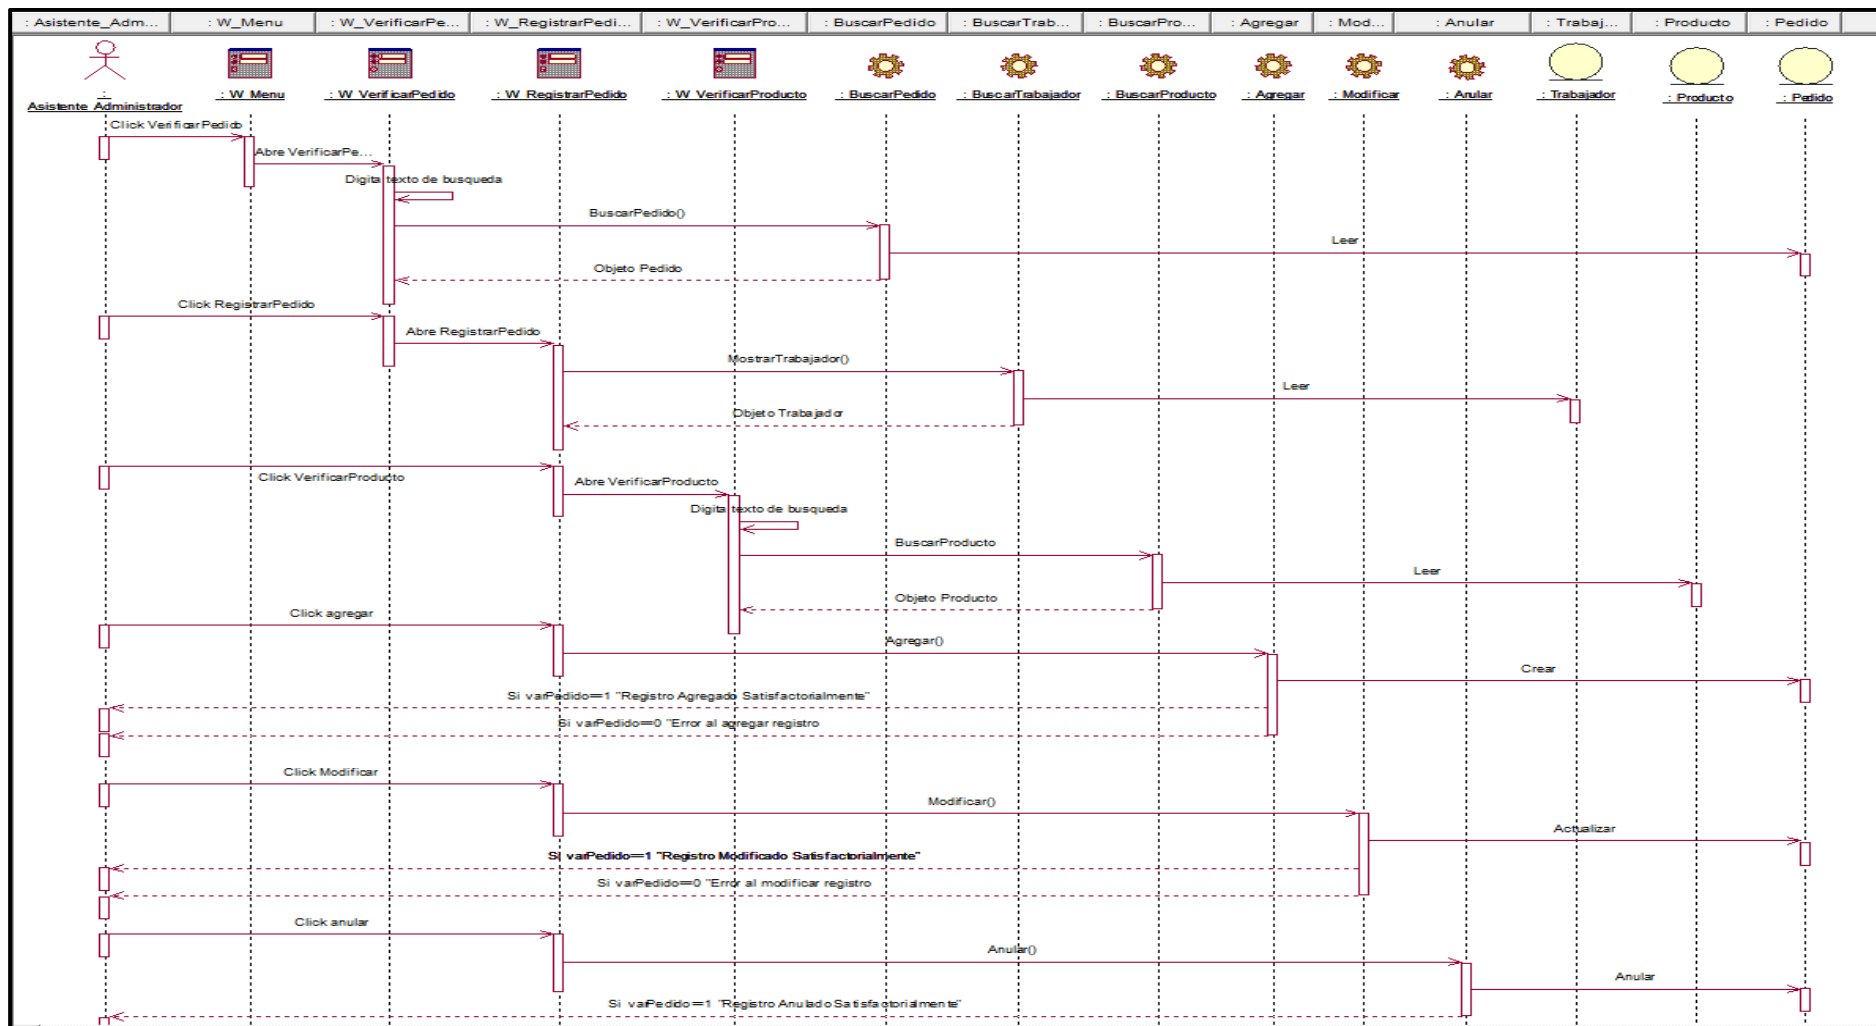 : Asistente_Adm...
: W_Menu
: W_VerificarPe...
: W_RegistrarPedi...
: W_VerificarPro...
: BuscarPedido
: BuscarTrab...
: BuscarPro...
: Agregar
: Mod...
: Anular
: Trabaj...
: Producto
: Pedido
:
Asistente_Administrador
: W_Menu
: W_VerificarPedido
: W_RegistrarPedido
: W_VerificarProducto
: BuscarPedido
: BuscarTrabajador
: BuscarProducto
: Agregar
: Modificar
: Anular
: Trabajador
: Producto
: Pedido
Click VerificarPedido
Abre VerificarPe...
Digita texto de busqueda
BuscarPedido()
Leer
Objeto Pedido
Click RegistrarPedido
Abre RegistrarPedido
MostrarTrabajador()
Leer
Objeto Trabajador
Click VerificarProducto
Abre VerificarProducto
Digita texto de busqueda
BuscarProducto
Leer
Objeto Producto
Click agregar
Agregar()
Crear
Si varPedido==1 "Registro Agregado Satisfactorialmente"
Si varPedido==0 "Error al agregar registro
Click Modificar
Modificar()
Actualizar
Si varPedido==1 "Registro Modificado Satisfactorialmente"
Si varPedido==0 "Error al modificar registro
Click anular
Anular()
Anular
Si varPedido==1 "Registro Anulado Satisfactorialmente"